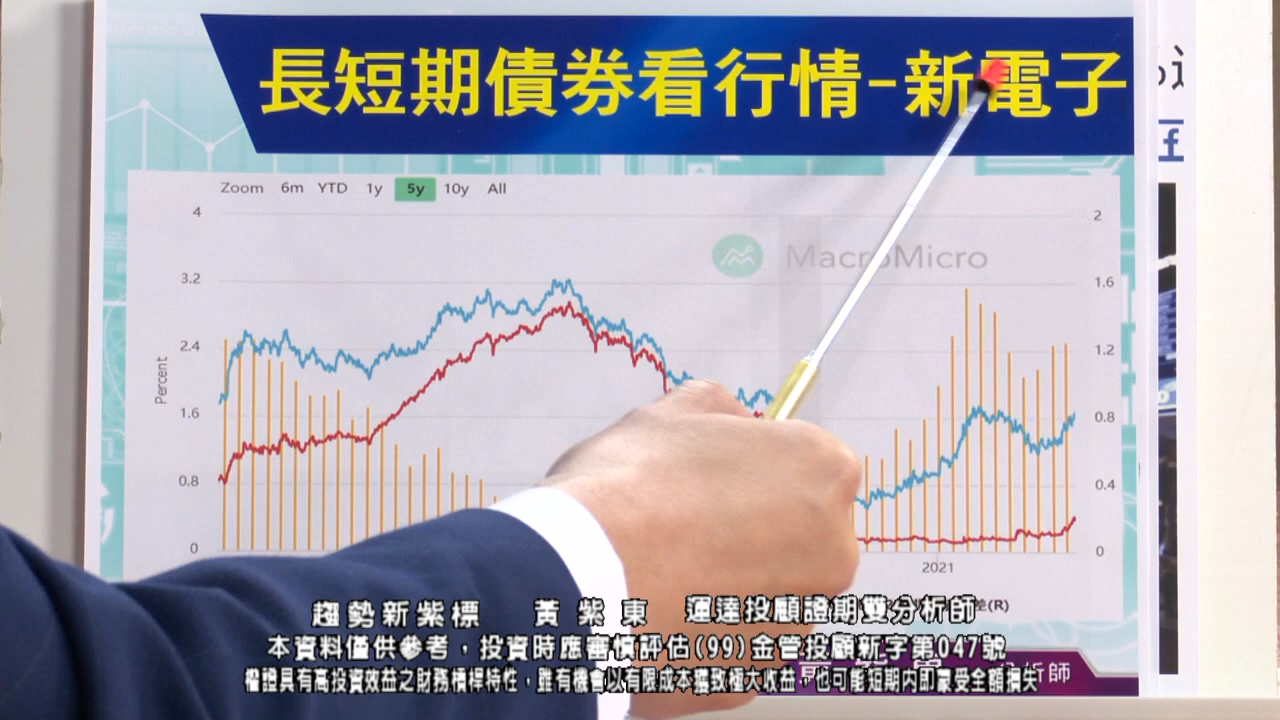 長短期債券看行情-新電子
f
Zoom 6m YTD 1y 5y 10y All
4
2
MacroMicro
3.2
1.6
2.4
1.2
Percent
1.6
0.8
0.8
0.4
0
0
2021
差(R)
趨勢新紫標 黃紫東 運達投顧證期雙分析師
本資料僅供參考，投資時應審慎評估(99)金管投顧新字第047號
分析師
權證具有高投資效益之財務槓桿特性，雖有機會以有限成本獲致極大收益，也可能短期內即蒙受全額損失